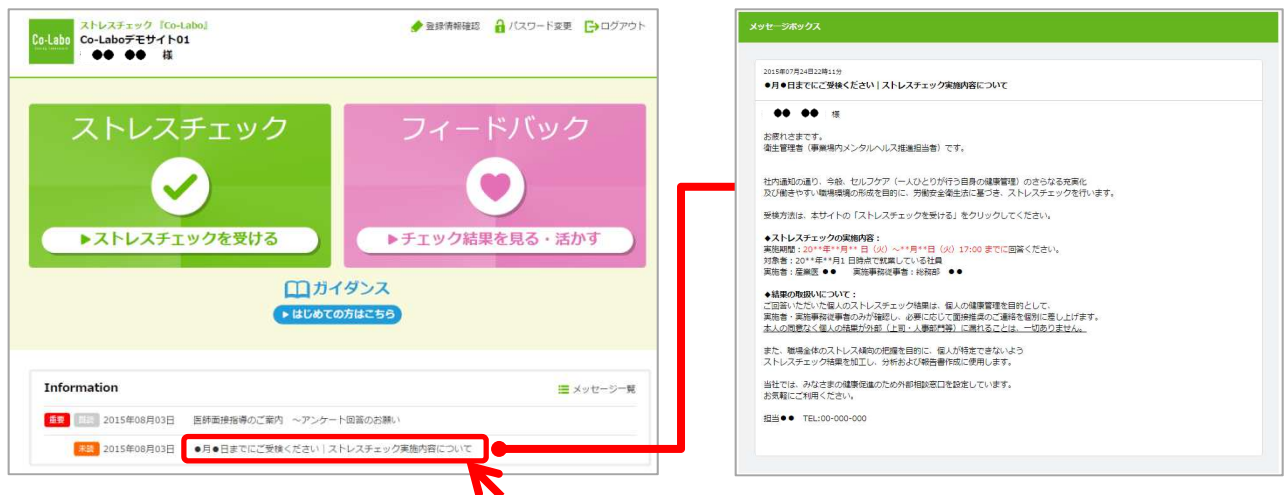 Co-Labo
ストレスチェック『Co-Labo』
Co-Laboデモサイト01
●● ●● 様
登録情報確認 パスワード変更 ログアウト
ストレスチェック
▶ストレスチェックを受ける
フィードバック
▶チェック結果を見る・活かす
ガイダンス
▶はじめての方はこちら
Information
メッセージ一覧
重要 既読 2015年08月03日 医師面接指導のご案内 ～アンケート回答のお願い
未読 2015年08月03日 ●月●日までにご受検ください｜ストレスチェック実施内容について
メッセージボックス
2015年07月24日22時11分
●月●日までにご受検ください｜ストレスチェック実施内容について
●● ●● 様
お疲れさまです。
衛生管理者（事業場内メンタルヘルス推進担当者）です。
社内通知の通り、今般、セルフケア（一人ひとりが行う自身の健康管理）のさらなる充実化
及び働きやすい職場環境の形成を目的に、労働安全衛生法に基づき、ストレスチェックを行います。
受検方法は、本サイトの「ストレスチェックを受ける」をクリックしてください。
◆ストレスチェックの実施内容：
実施期間：20**年**月** 日（火）～**月**日（火）17:00 までに回答ください。
対象者：20**年**月1 日時点で就業している社員
実施者：産業医 ●● 実施事務従事者：総務部 ●●
◆結果の取扱いについて：
ご回答いただいた個人のストレスチェック結果は、個人の健康管理を目的として、
実施者・実施事務従事者のみが確認し、必要に応じて面接推奨のご連絡を個別に差し上げます。
本人の同意なく個人の結果が外部（上司・人事部門等）に漏れることは、一切ありません。
また、職場全体のストレス傾向の把握を目的に、個人が特定できないよう
ストレスチェック結果を加工し、分析および報告書作成に使用します。
当社では、みなさまの健康促進のため外部相談窓口を設定しています。
お気軽にご利用ください。
担当●● TEL:00-000-000